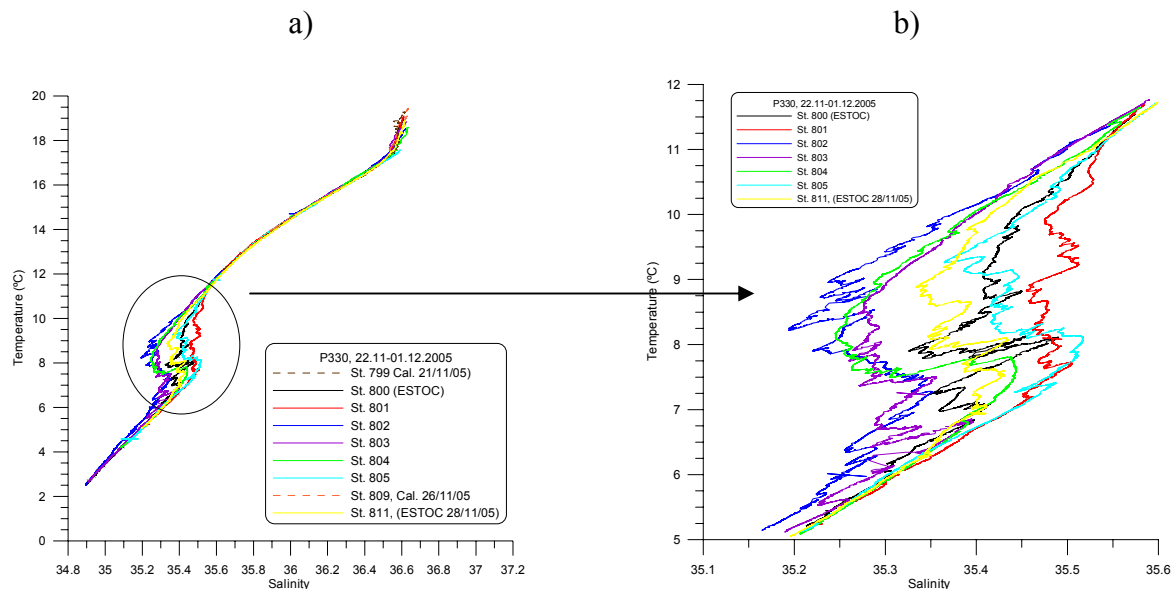 a)
b)
20
18
16
14
12
10
8
6
4
2
0
Temperature (ºC)
34.8 35 35.2 35.4 35.6 35.8 36 36.2 36.4 36.6 36.8 37 37.2
Salinity
P330, 22.11-01.12.2005
St. 799 Cal. 21/11/05)
St. 800 (ESTOC)
St. 801
St. 802
St. 803
St. 804
St. 805
St. 809, Cal. 26/11/05)
St. 811, (ESTOC 28/11/05)
12
11
10
9
8
7
6
5
Temperature (ºC)
35.1 35.2 35.3 35.4 35.5 35.6
Salinity
P330, 22.11-01.12.2005
St. 800 (ESTOC)
St. 801
St. 802
St. 803
St. 804
St. 805
St. 811, (ESTOC 28/11/05)